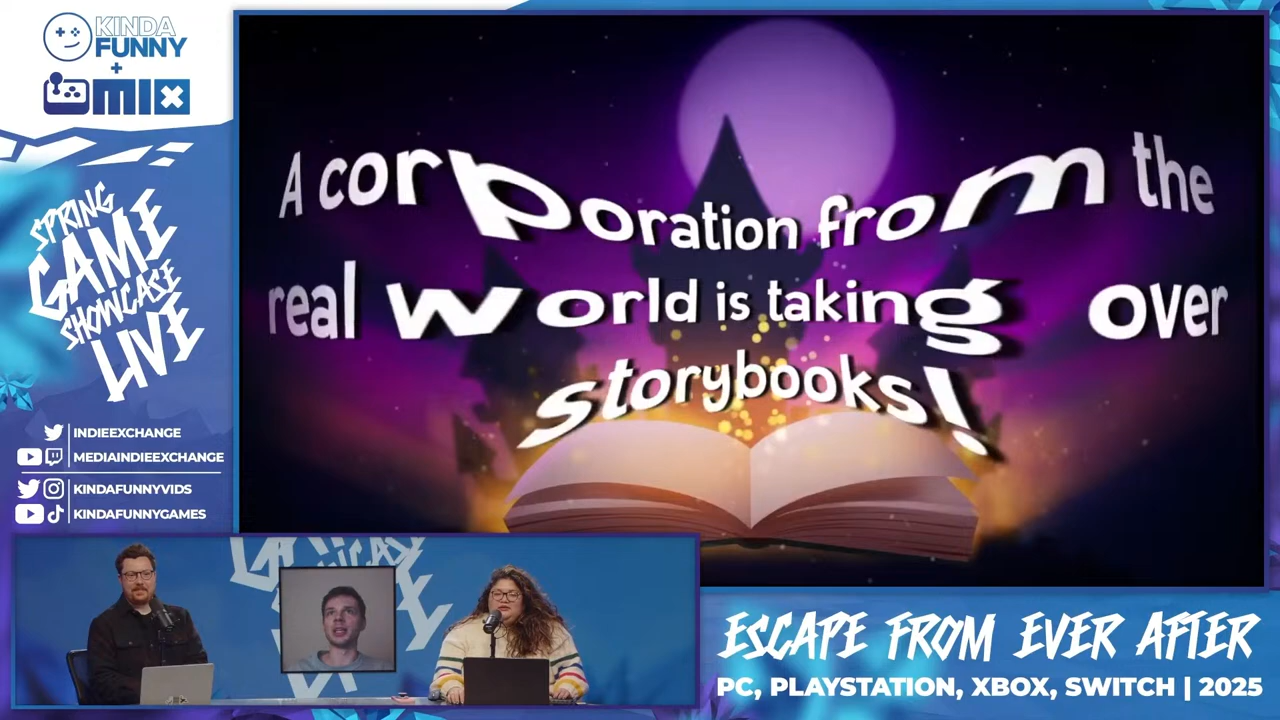 KINDA
FUNNY
+
MIX
SPRING
GAME
SHOWCASE
LIVE
INDIEEXCHANGE
MEDIAINDIEEXCHANGE
KINDAFUNNYVIDS
KINDAFUNNYGAMES
A corporation from the
real world is taking over
storybooks!
ESCAPE FROM EVER AFTER
PC, PLAYSTATION, XBOX, SWITCH | 2025